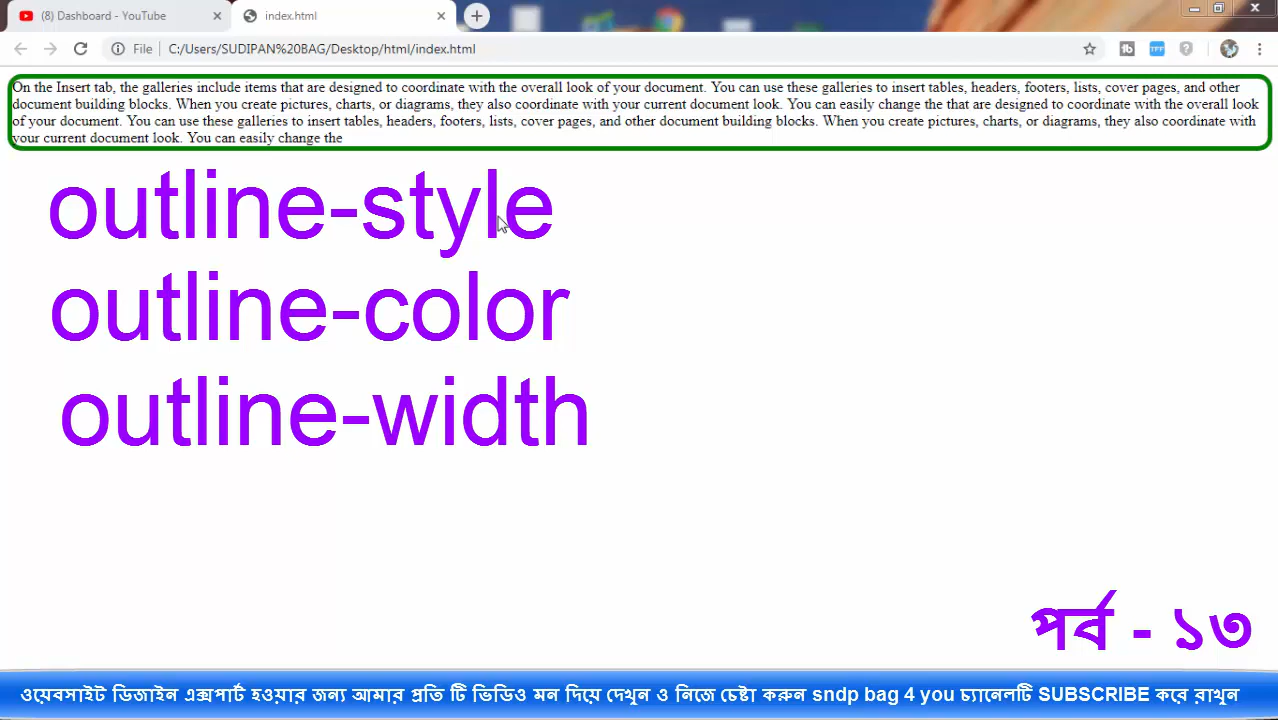 (8) Dashboard - YouTube
index.html
File
C:/Users/SUDIPAN%20BAG/Desktop/html/index.html
On the Insert tab, the galleries include items that are designed to coordinate with the overall look of your document. You can use these galleries to insert tables, headers, footers, lists, cover pages, and other
document building blocks. When you create pictures, charts, or diagrams, they also coordinate with your current document look. You can easily change the that are designed to coordinate with the overall look
of your document. You can use these galleries to insert tables, headers, footers, lists, cover pages, and other document building blocks. When you create pictures, charts, or diagrams, they also coordinate with
your current document look. You can easily change the
outline-style
outline-color
outline-width
পর্ব - ১৩
ওয়েবসাইট ডিজাইন এক্সপার্ট হওয়ার জন্য আমার প্রতি টি ভিডিও মন দিয়ে দেখুন ও নিজে চেষ্টা করুন sndp bag 4 you চ্যানেলটি SUBSCRIBE করে রাখুন